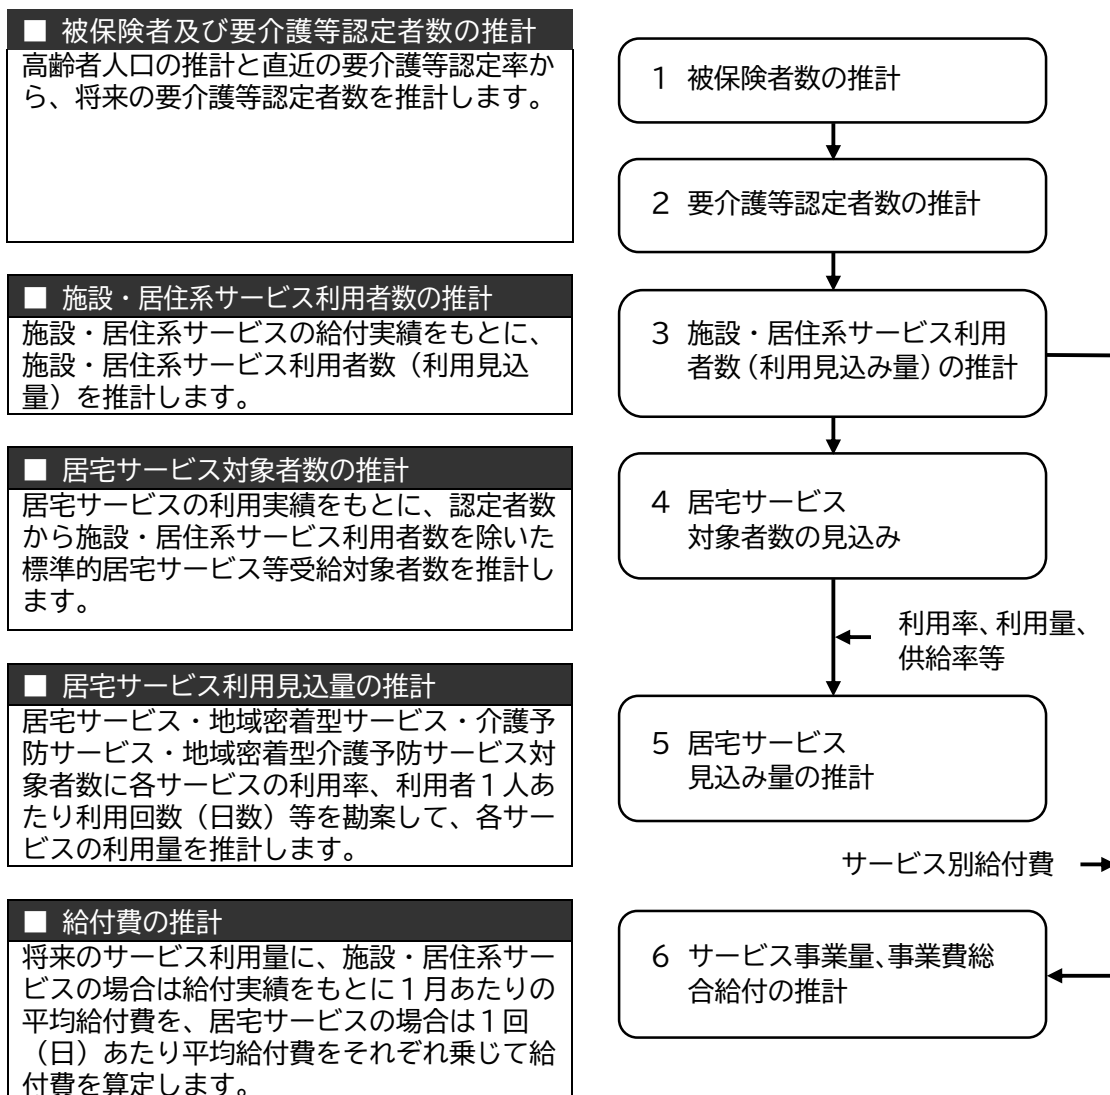 ■ 被保険者及び要介護等認定者数の推計
高齢者人口の推計と直近の要介護等認定率か
ら、将来の要介護等認定者数を推計します。
■ 施設・居住系サービス利用者数の推計
施設・居住系サービスの給付実績をもとに、
施設・居住系サービス利用者数（利用見込
量）を推計します。
■ 居宅サービス対象者数の推計
居宅サービスの利用実績をもとに、認定者数
から施設・居住系サービス利用者数を除いた
標準的居宅サービス等受給対象者数を推計し
ます。
■ 居宅サービス利用見込量の推計
居宅サービス・地域密着型サービス・介護予
防サービス・地域密着型介護予防サービス対
象者数に各サービスの利用率、利用者１人あ
たり利用回数（日数）等を勘案して、各サー
ビスの利用量を推計します。
■ 給付費の推計
将来のサービス利用量に、施設・居住系サー
ビスの場合は給付実績をもとに１月あたりの
平均給付費を、居宅サービスの場合は１回
（日）あたり平均給付費をそれぞれ乗じて給
付費を算定します。
１ 被保険者数の推計
２ 要介護等認定者数の推計
３ 施設・居住系サービス利用
者数（利用見込み量）の推計
４ 居宅サービス
対象者数の見込み
利用率、利用量、
供給率等
５ 居宅サービス
見込み量の推計
サービス別給付費
６ サービス事業量、事業費総
合給付の推計